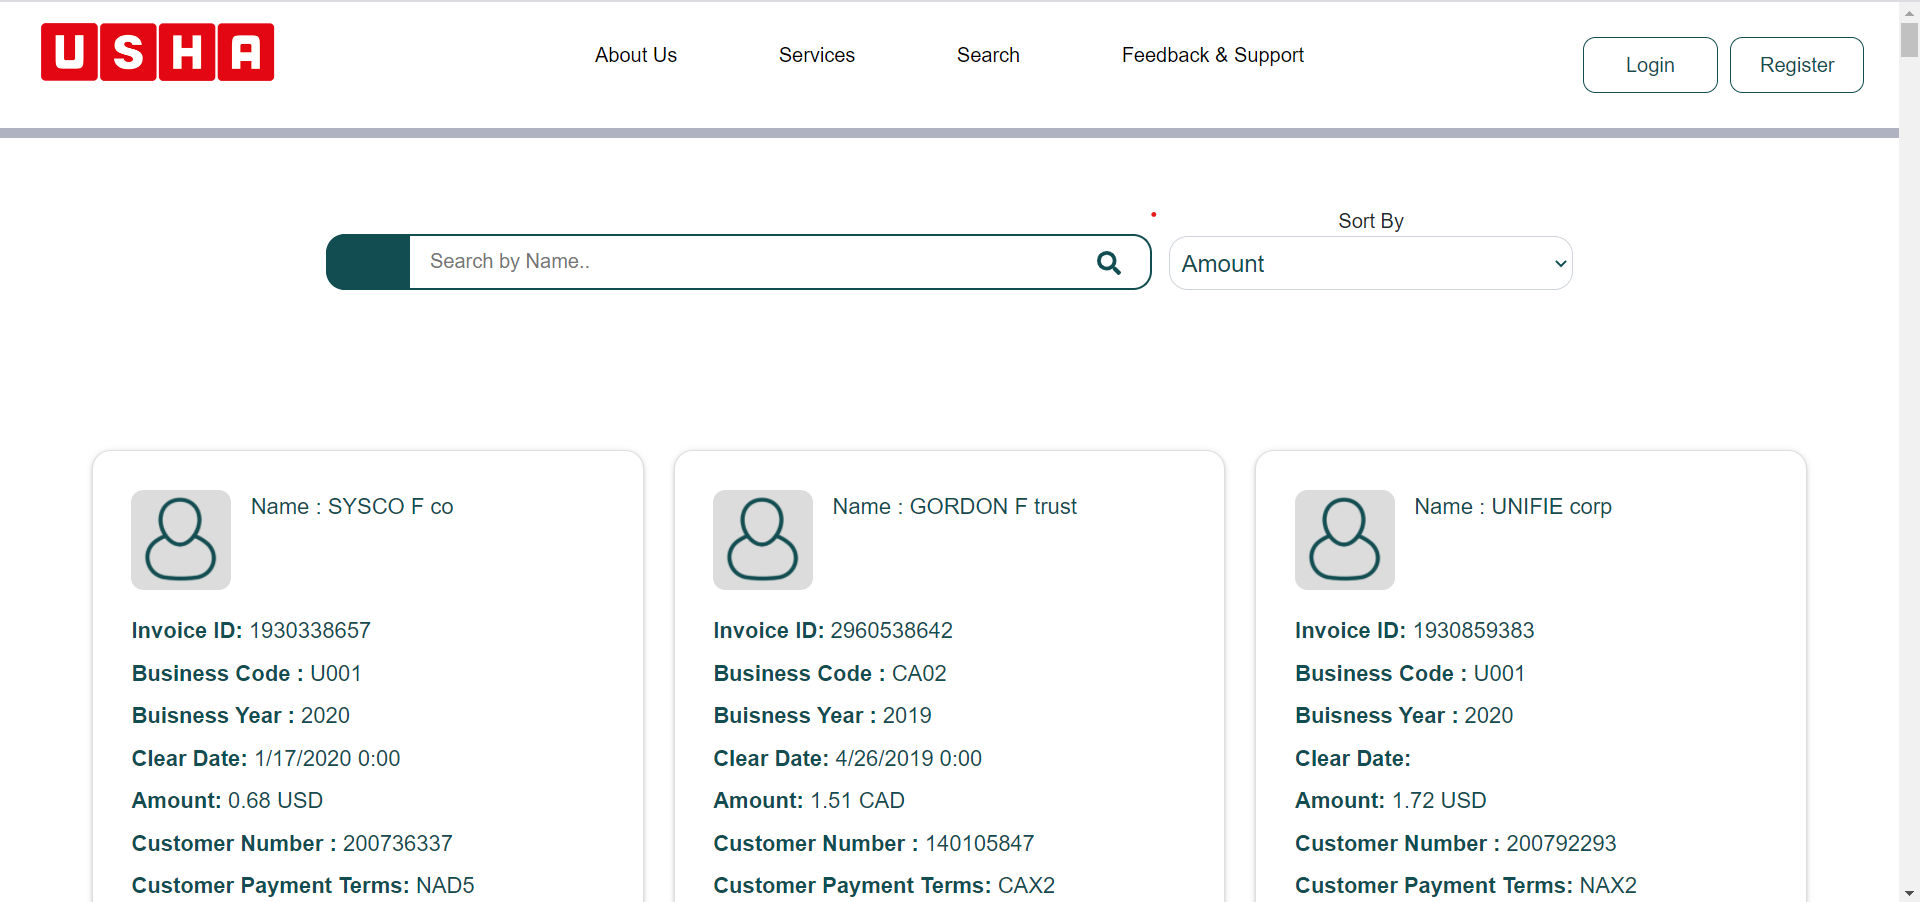 USHA
About Us
Services
Search
Feedback & Support
Login
Register
Search by Name..
Sort By
Amount
Name : SYSCO F co
Invoice ID: 1930338657
Business Code : U001
Buisness Year : 2020
Clear Date: 1/17/2020 0:00
Amount: 0.68 USD
Customer Number : 200736337
Customer Payment Terms: NAD5
Name : GORDON F trust
Invoice ID: 2960538642
Business Code : CA02
Buisness Year : 2019
Clear Date: 4/26/2019 0:00
Amount: 1.51 CAD
Customer Number : 140105847
Customer Payment Terms: CAX2
Name : UNIFIE corp
Invoice ID: 1930859383
Business Code : U001
Buisness Year : 2020
Clear Date:
Amount: 1.72 USD
Customer Number : 200792293
Customer Payment Terms: NAX2